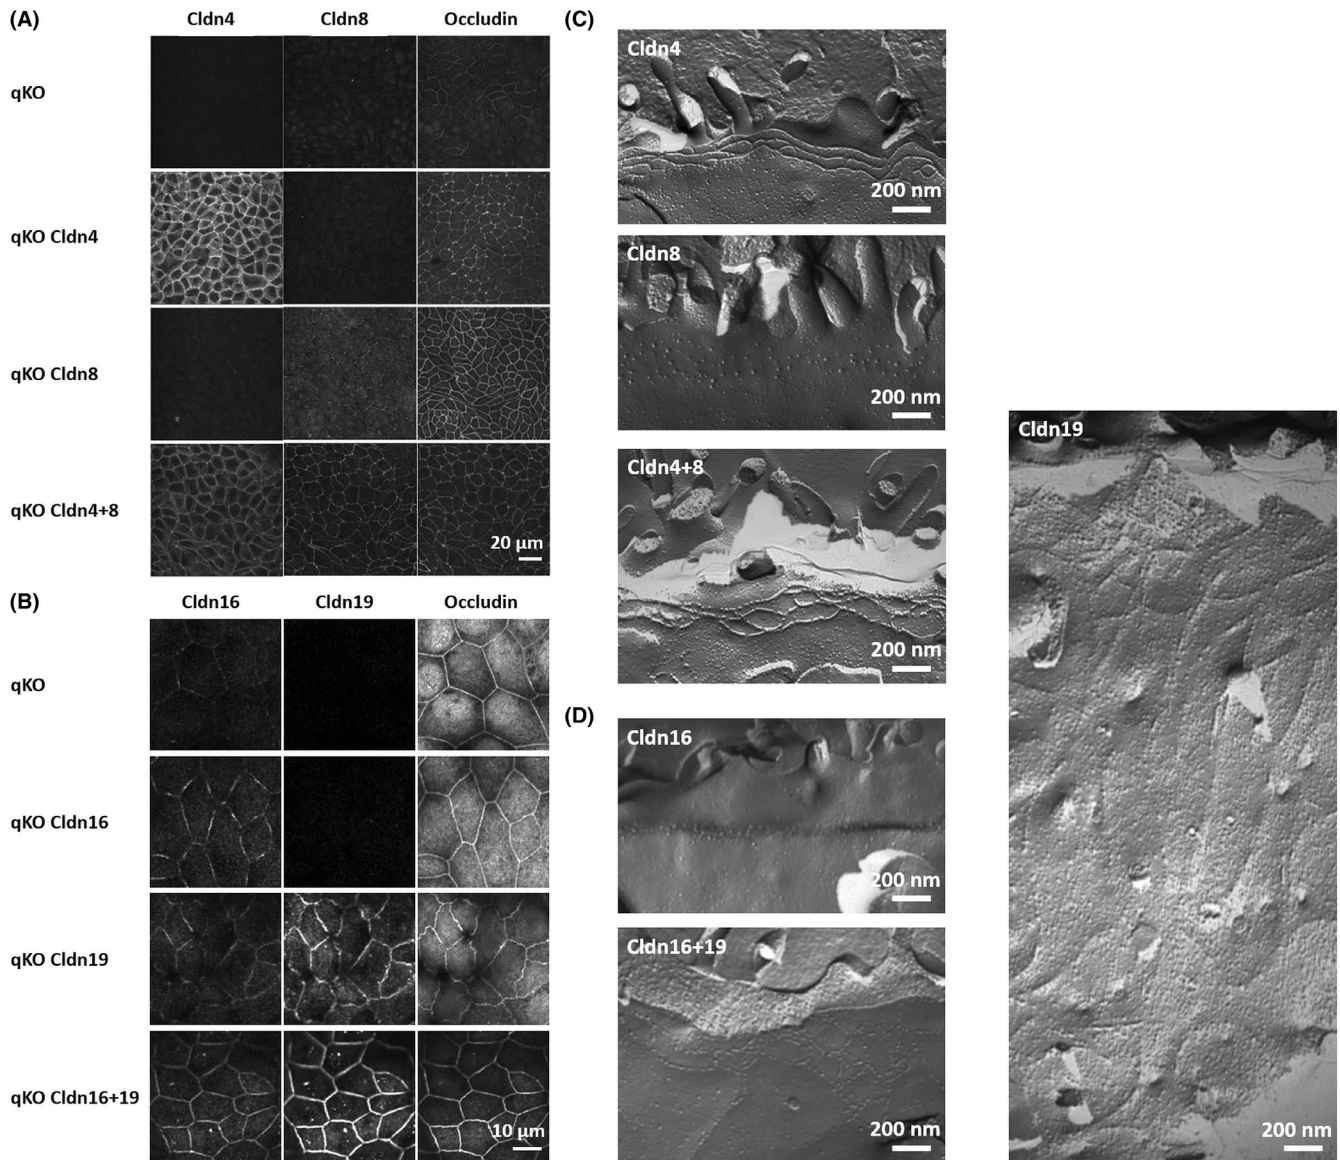 (A)
Cldn4 Cldn8 Occludin
qKO
qKO Cldn4
qKO Cldn8
qKO Cldn4+8
20 µm
(B)
Cldn16 Cldn19 Occludin
qKO
qKO Cldn16
qKO Cldn19
qKO Cldn16+19
10 µm
(C)
Cldn4
200 nm
Cldn8
200 nm
Cldn4+8
200 nm
(D)
Cldn16
200 nm
Cldn16+19
200 nm
Cldn19
200 nm